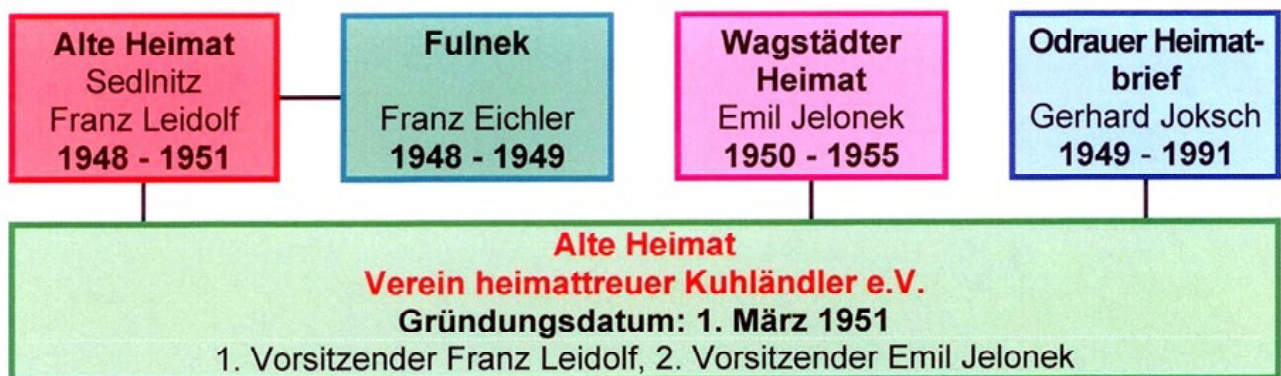 Alte Heimat
Sedlnitz
Franz Leidolf
1948 - 1951
Fulnek
Franz Eichler
1948 - 1949
Wagstädter
Heimat
Emil Jelonek
1950 - 1955
Odrauer Heimat-
brief
Gerhard Joksch
1949 - 1991
Alte Heimat
Verein heimattreuer Kuhländler e.V.
Gründungsdatum: 1. März 1951
1. Vorsitzender Franz Leidolf, 2. Vorsitzender Emil Jelonek